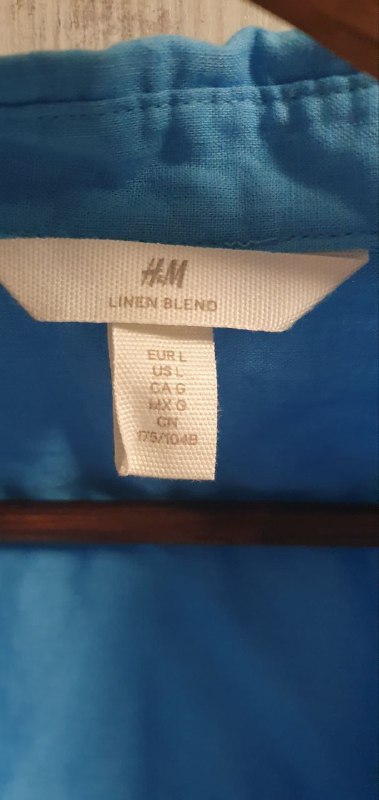 H&M
LINEN BLEND
EUR L
US L
CA G
MX G
CN
175/104B